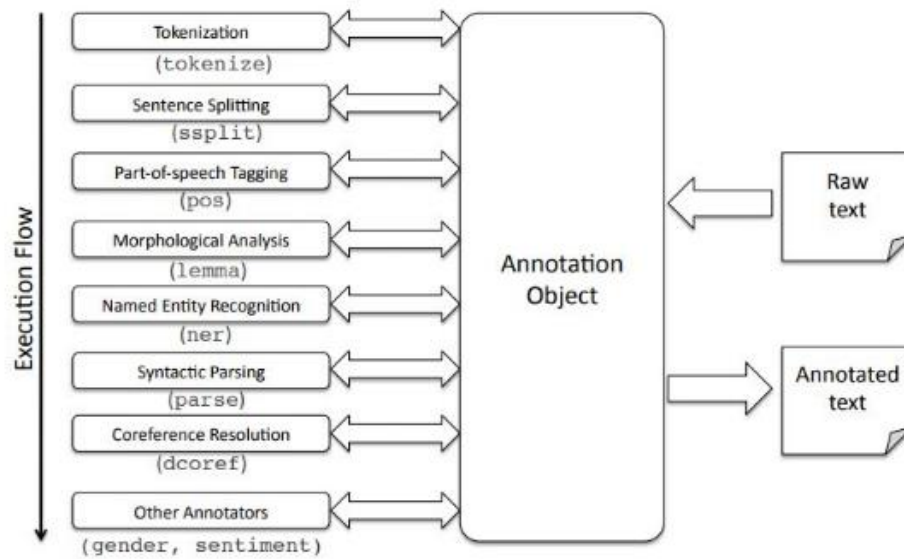 Execution Flow
Tokenization
(tokenize)
Sentence Splitting
(ssplit)
Part-of-speech Tagging
(pos)
Morphological Analysis
(lemma)
Named Entity Recognition
(ner)
Syntactic Parsing
(parse)
Coreference Resolution
(dcoref)
Other Annotators
(gender, sentiment)
Annotation
Object
Raw
text
Annotated
text